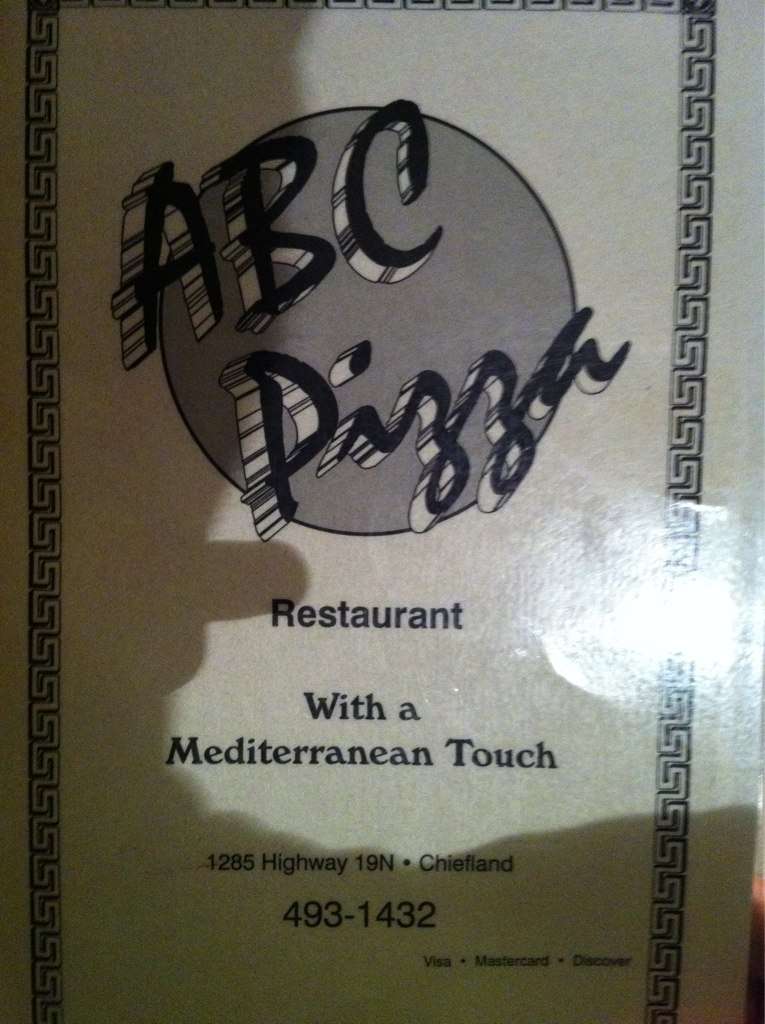 ABC
Pizza
Restaurant
With a
Mediterranean Touch
1285 Highway 19N • Chiefland
493-1432
Visa • Mastercard • Discover